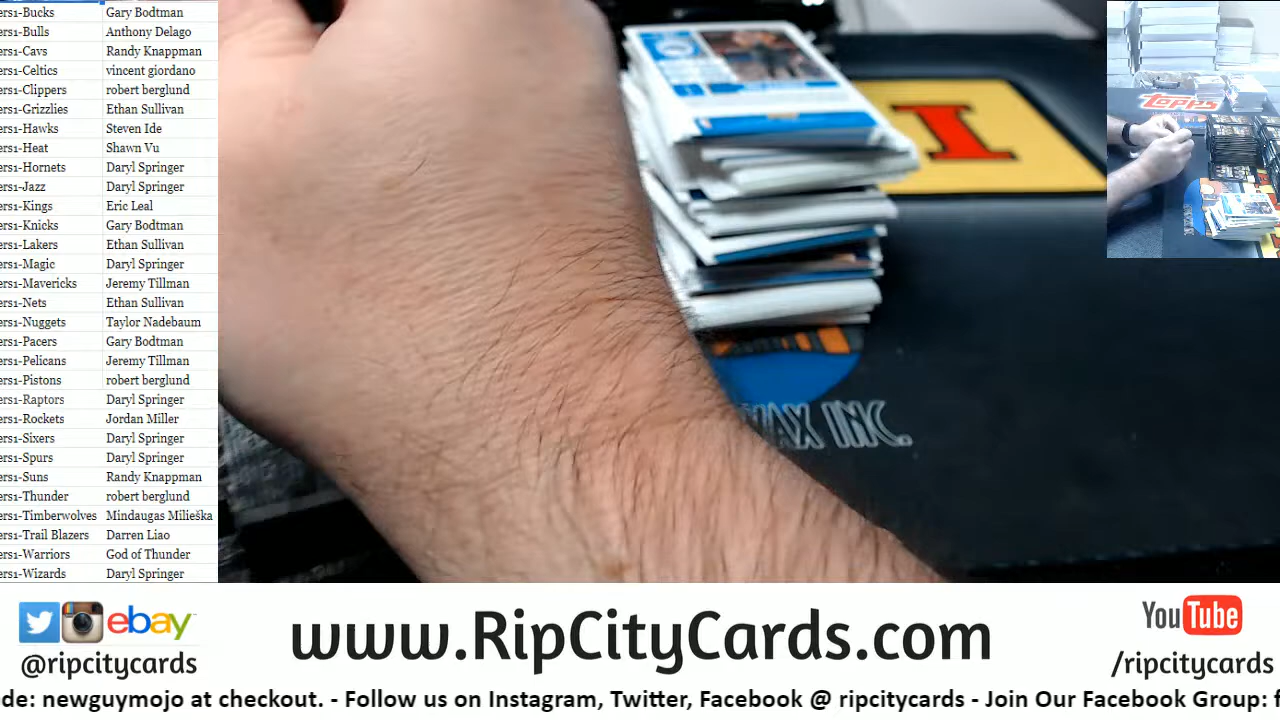 ers1-Bucks Gary Bodtman
ers1-Bulls Anthony Delago
ers1-Cavs Randy Knappman
ers1-Celtics vincent giordano
ers1-Clippers robert berglund
ers1-Grizzlies Ethan Sullivan
ers1-Hawks Steven Ide
ers1-Heat Shawn Vu
ers1-Hornets Daryl Springer
ers1-Jazz Daryl Springer
ers1-Kings Eric Leal
ers1-Knicks Gary Bodtman
ers1-Lakers Ethan Sullivan
ers1-Magic Daryl Springer
ers1-Mavericks Jeremy Tillman
ers1-Nets Ethan Sullivan
ers1-Nuggets Taylor Nadebaum
ers1-Pacers Gary Bodtman
ers1-Pelicans Jeremy Tillman
ers1-Pistons robert berglund
ers1-Raptors Daryl Springer
ers1-Rockets Jordan Miller
ers1-Sixers Daryl Springer
ers1-Spurs Daryl Springer
ers1-Suns Randy Knappman
ers1-Thunder robert berglund
ers1-Timberwolves Mindaugas Milieška
ers1-Trail Blazers Darren Liao
ers1-Warriors God of Thunder
ers1-Wizards Daryl Springer
I
AX INC.
Topps
ebay
@ripcitycards
www.RipCityCards.com
YouTube
/ripcitycards
de: newguymojo at checkout. - Follow us on Instagram, Twitter, Facebook @ ripcitycards - Join Our Facebook Group: f